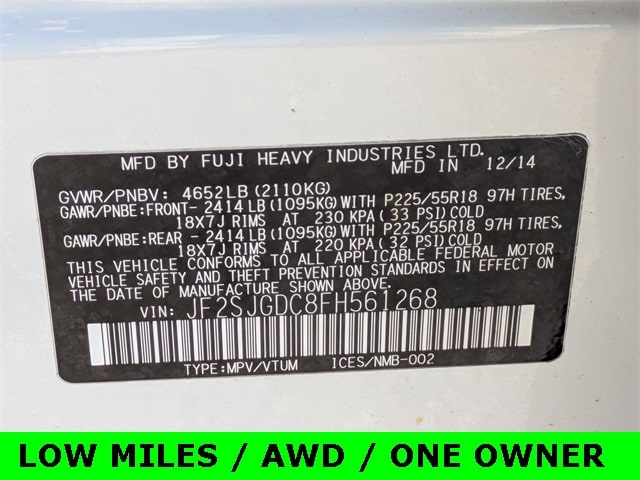 MFD BY FUJI HEAVY INDUSTRIES LTD. MFD IN 12/14
GVWR/PNBV: 4652LB(2110KG)
GAWR/PNBE:FRONT-2414LB(1095KG)WITH P225/55R18 97H TIRES,
18X7J RIMS AT 230 KPA(33 PSI)COLD
GAWR/PNBE:REAR -2414LB(1095KG)WITH P225/55R18 97H TIRES,
18X7J RIMS AT 220 KPA(32 PSI)COLD
THIS VEHICLE CONFORMS TO ALL APPLICABLE FEDERAL MOTOR
VEHICLE SAFETY AND THEFT PREVENTION STANDARDS IN EFFECT ON
THE DATE OF MANUFACTURE SHOWN ABOVE.
VIN: JF2SJGDC8FH561268
TYPE:MPV/VTUM ICES/NMB-002
LOW MILES / AWD / ONE OWNER